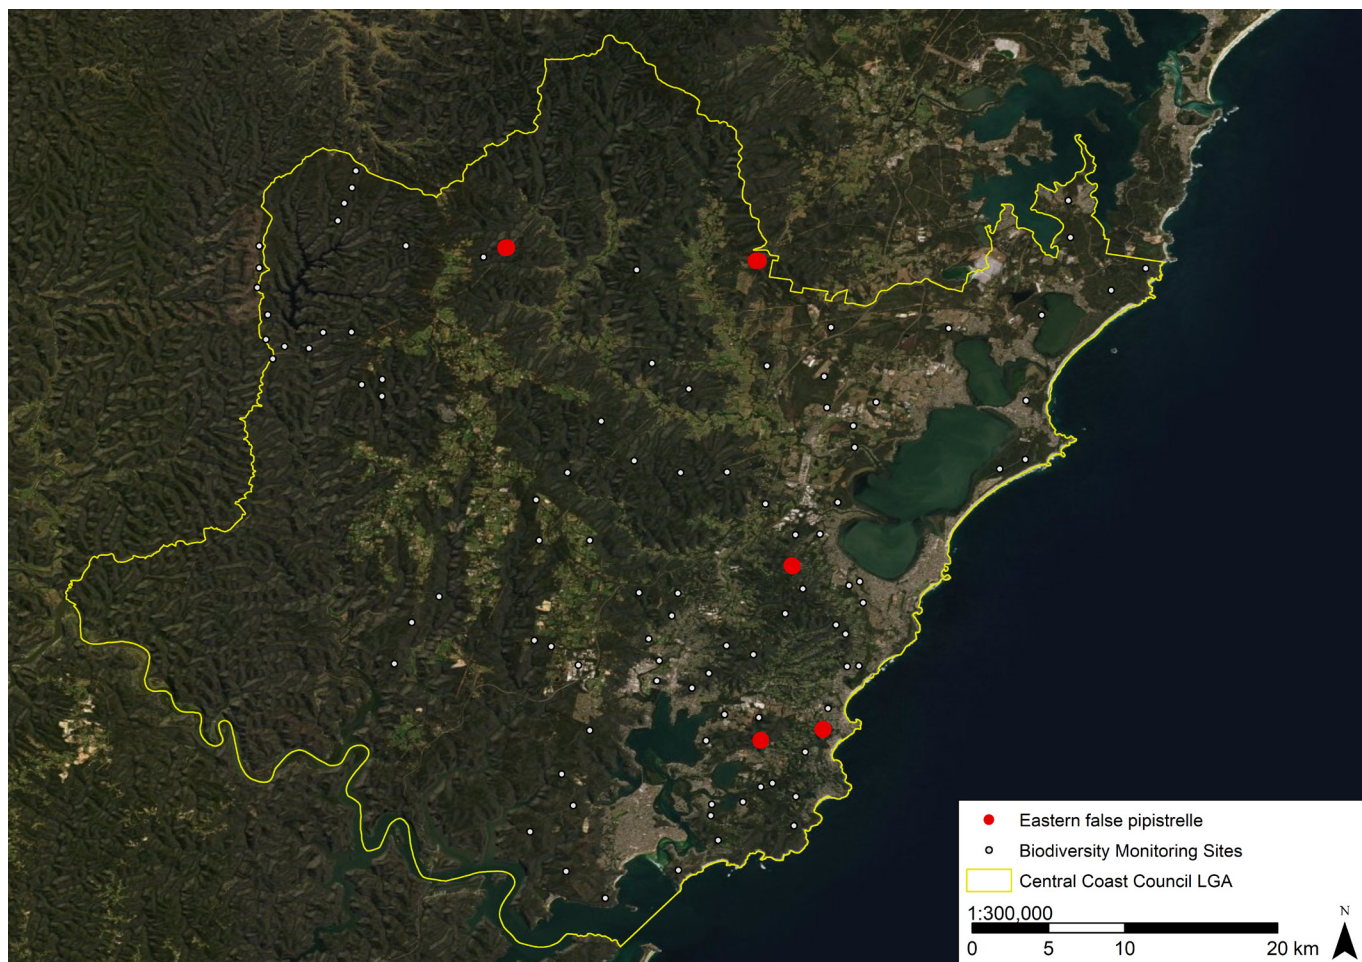 Eastern false pipistrelle
Biodiversity Monitoring Sites
Central Coast Council LGA
1:300,000
N
0 5 10 20 km